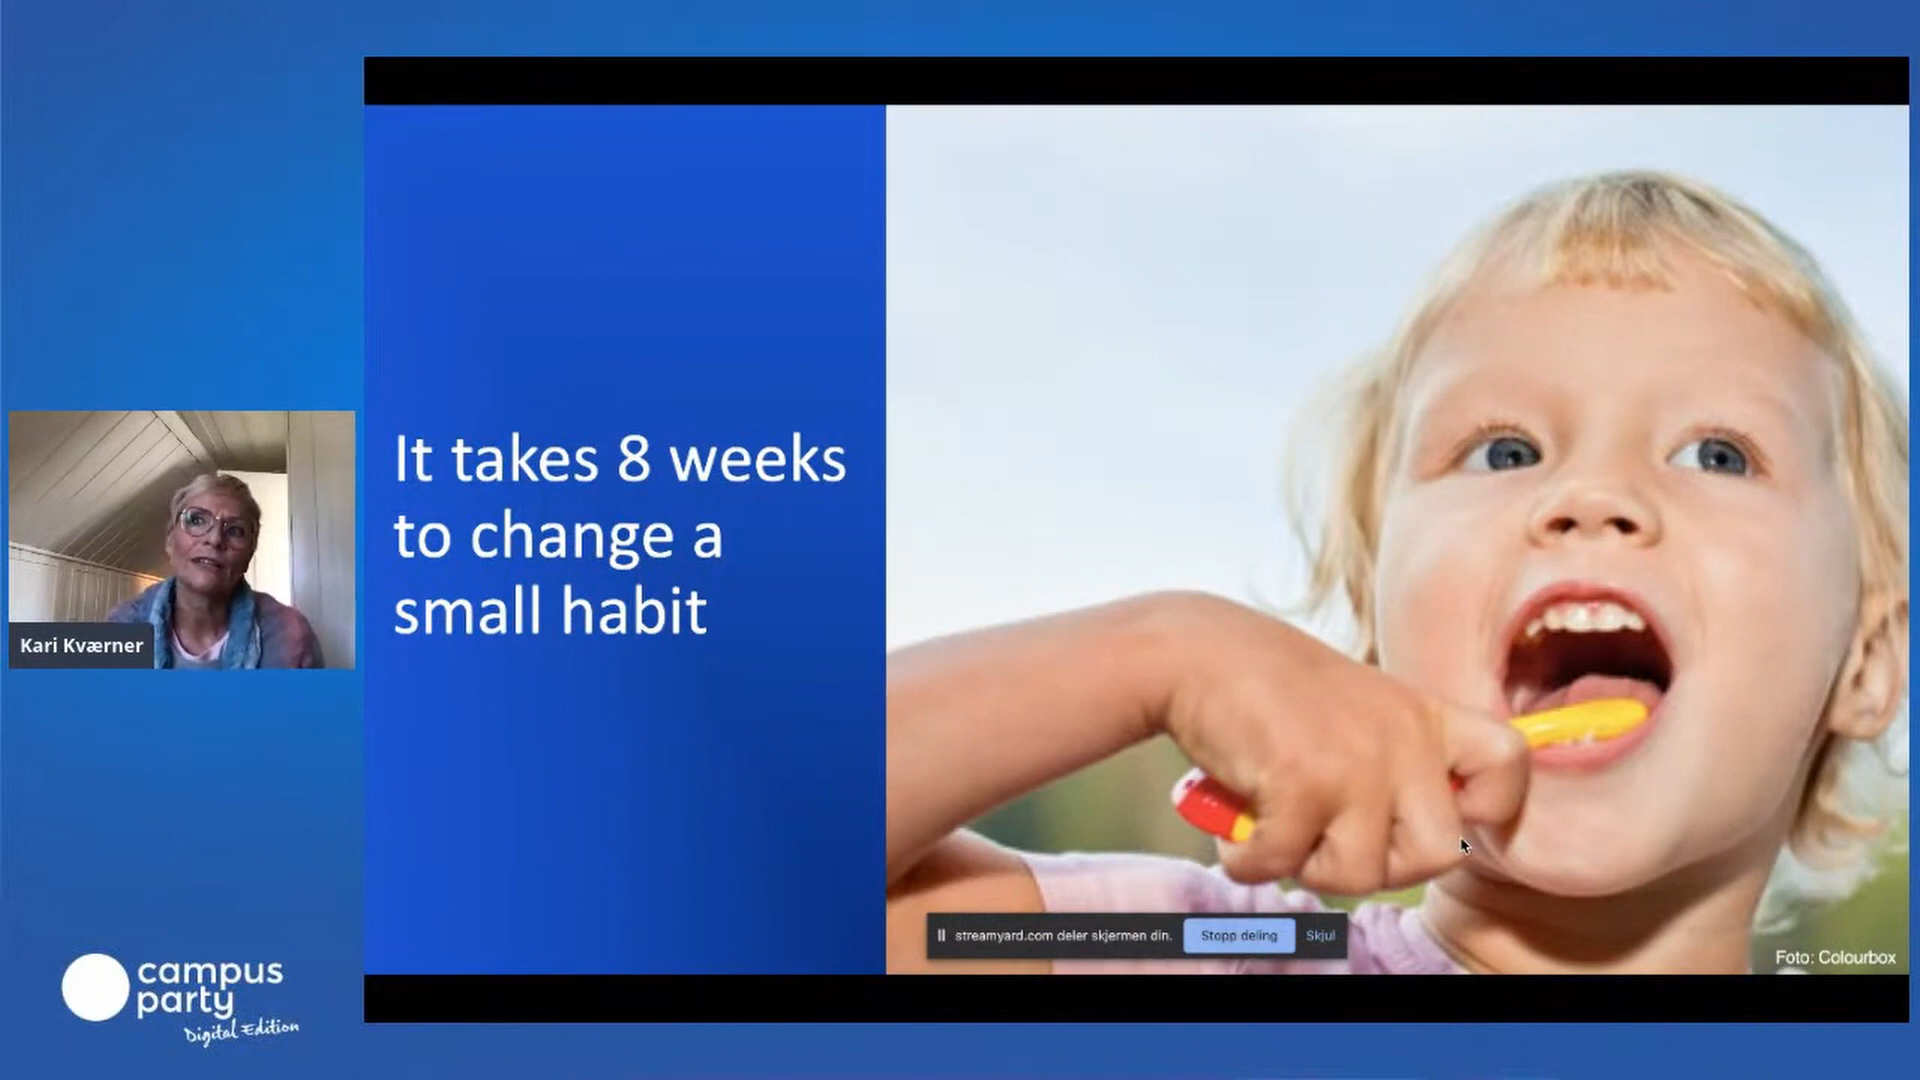 It takes 8 weeks
to change a
small habit
Kari Kværner
streamyard.com deler skjermen din.
Stopp deling
Skjul
Foto: Colourbox
campus
party
Digital Edition